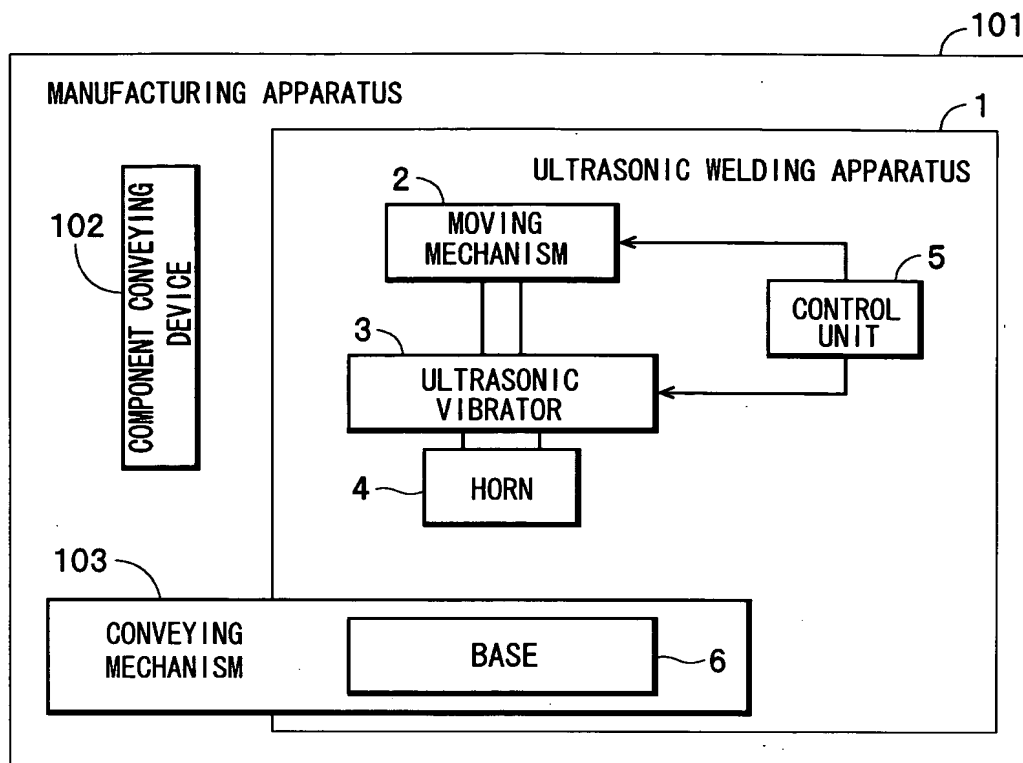 101
MANUFACTURING APPARATUS
1
ULTRASONIC WELDING APPARATUS
2
MOVING
MECHANISM
102
COMPONENT CONVEYING
DEVICE
5
CONTROL
UNIT
3
ULTRASONIC
VIBRATOR
4
HORN
103
CONVEYING
MECHANISM
BASE
6